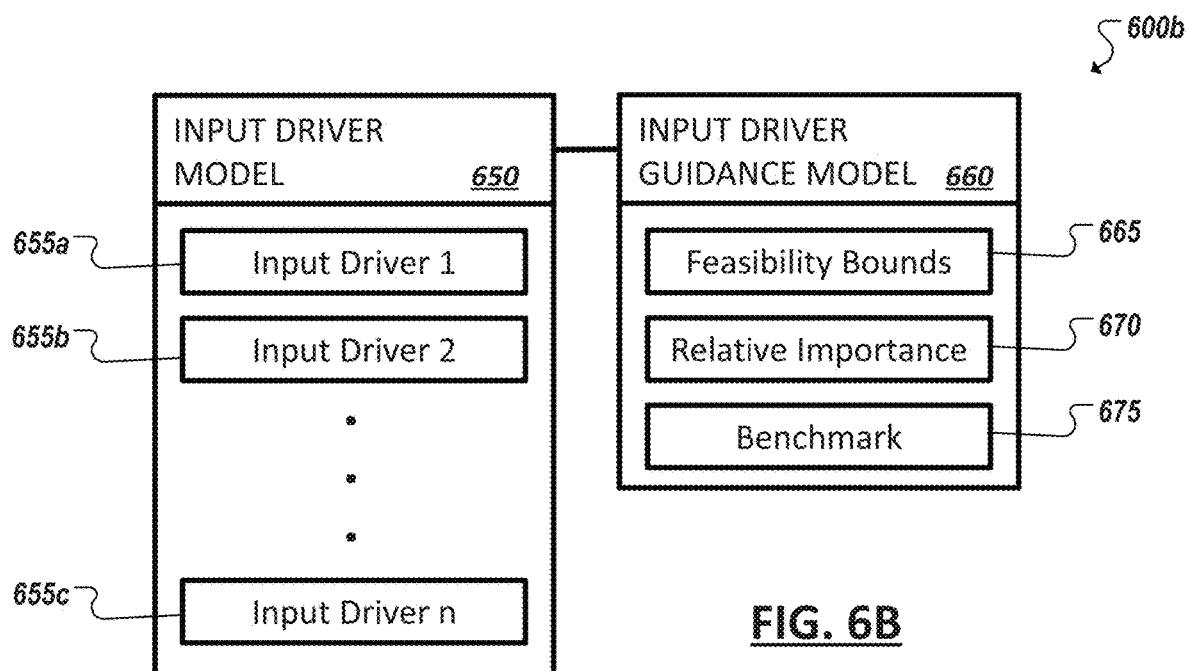 600b
INPUT DRIVER
MODEL 650
INPUT DRIVER
GUIDANCE MODEL 660
655a
Input Driver 1
655b
Input Driver 2
655c
Input Driver n
Feasibility Bounds
665
Relative Importance
670
Benchmark
675
FIG. 6B